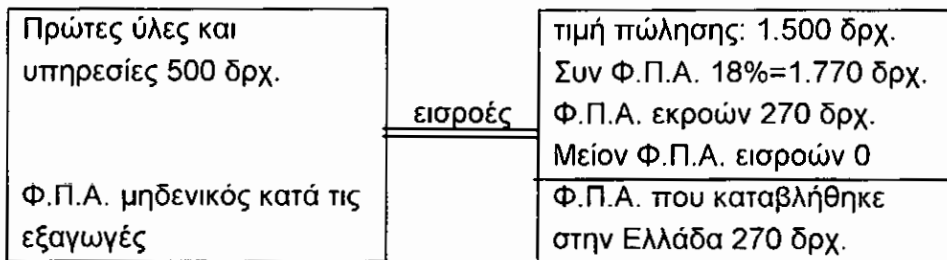 Πρώτες ύλες και
υπηρεσίες 500 δρχ.
Φ.Π.Α. μηδενικός κατά τις
εξαγωγές
εισροές
τιμή πώλησης: 1.500 δρχ.
Συν Φ.Π.Α. 18%=1.770 δρχ.
Φ.Π.Α. εκροών 270 δρχ.
Μείον Φ.Π.Α. εισροών 0
Φ.Π.Α. που καταβλήθηκε
στην Ελλάδα 270 δρχ.